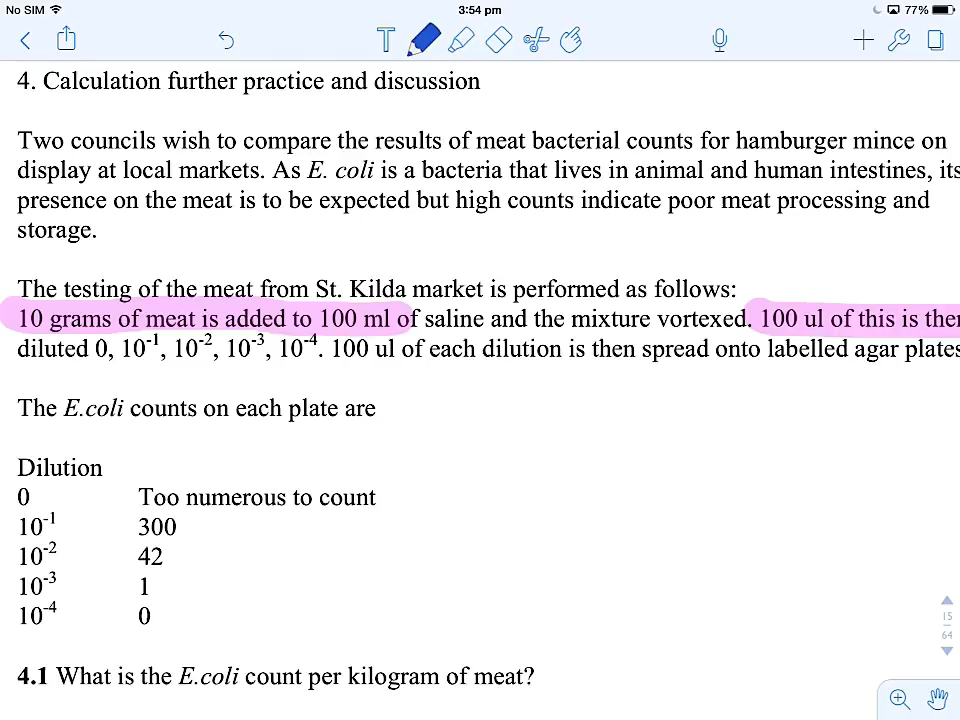 No SIM 3:54 pm 77%
T
4. Calculation further practice and discussion
Two councils wish to compare the results of meat bacterial counts for hamburger mince on
display at local markets. As E. coli is a bacteria that lives in animal and human intestines, its
presence on the meat is to be expected but high counts indicate poor meat processing and
storage.
The testing of the meat from St. Kilda market is performed as follows:
10 grams of meat is added to 100 ml of saline and the mixture vortexed. 100 ul of this is then
diluted 0, 10⁻¹, 10⁻², 10⁻³, 10⁻⁴. 100 ul of each dilution is then spread onto labelled agar plates
The E.coli counts on each plate are
Dilution
0 Too numerous to count
10⁻¹ 300
10⁻² 42
10⁻³ 1
10⁻⁴ 0
15
64
4.1 What is the E.coli count per kilogram of meat?